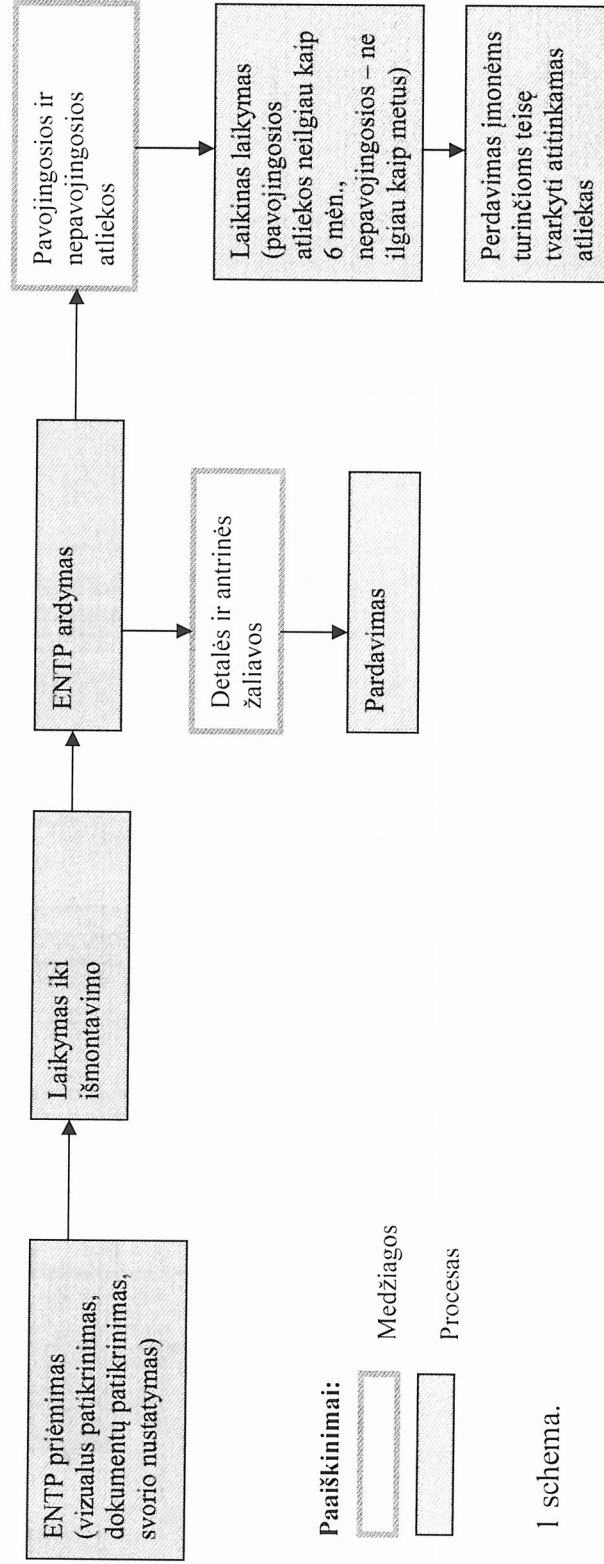 ENTP priėmimas
(vizualus patikrinimas,
dokumentų patikrinimas,
svorio nustatymas)
Laikymas iki
išmontavimo
ENTP ardymas
Pavojingosios ir
nepavojingosios
atliekos
Detalės ir antrinės
žaliavos
Pardavimas
Laikinas laikymas
(pavojingosios
atliekos neilgiau kaip
6 mėn.,
nepavojingosios – ne
ilgiau kaip metus)
Perdavimas įmonėms
turinčioms teisę
tvarkyti atitinkamas
atliekas
Paaiškinimai:
Medžiagos
Procesas
1 schema.